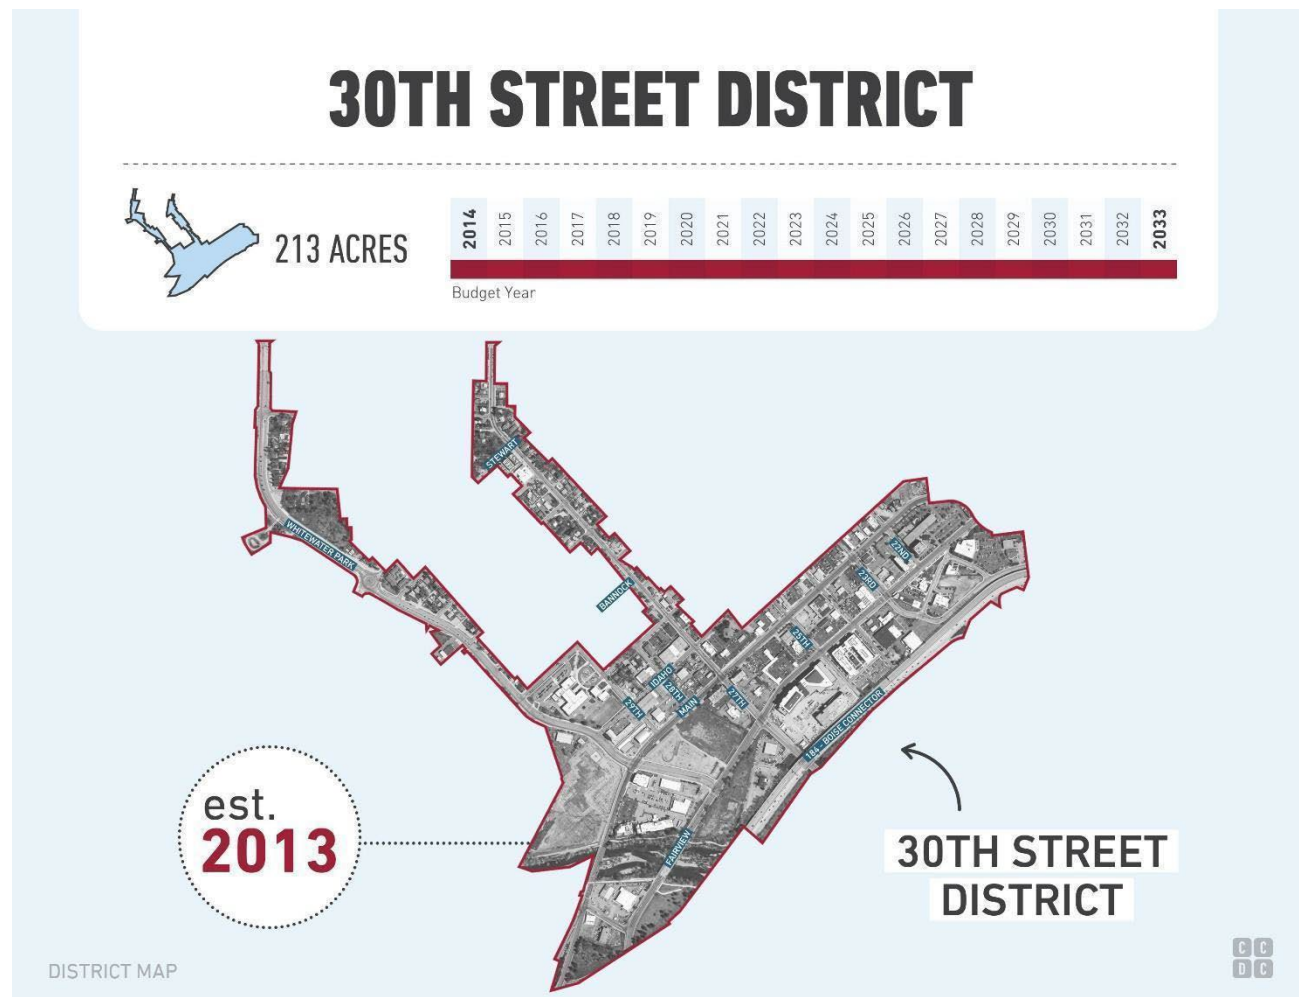 30TH STREET DISTRICT
213 ACRES
2014 2015 2016 2017 2018 2019 2020 2021 2022 2023 2024 2025 2026 2027 2028 2029 2030 2031 2032 2033
Budget Year
STEWART
WHITEWATER PARK
BANNOCK
22ND
23RD
25TH
IDAHO
28TH
27TH
29TH
MAIN
184 - BOISE CONNECTOR
FAIRVIEW
est.
2013
30TH STREET
DISTRICT
DISTRICT MAP
CC
DC